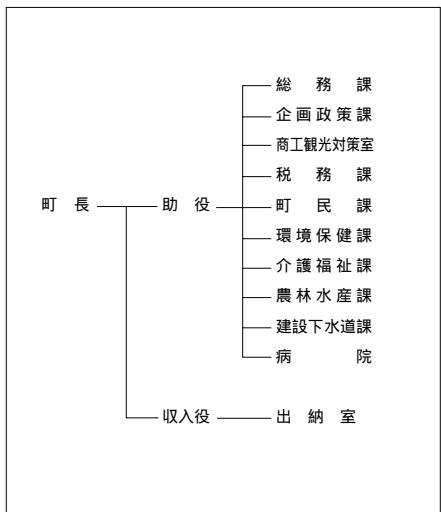 総務課
企画政策課
商工観光対策室
税務課
町長 助役 町民課
環境保健課
介護福祉課
農林水産課
建設下水道課
病院
収入役 出納室